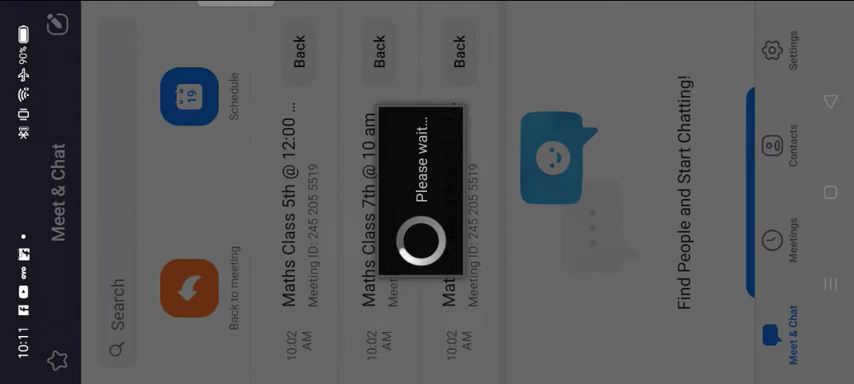 10:11
90%
Meet & Chat
Search
Back to meeting
Schedule
19
10:02 AM
Maths Class 5th @ 12:00 ...
Meeting ID: 245 205 5519
Back
10:02 AM
Maths Class 7th @ 10 am
Back
Please wait...
10:02 AM
Meeting ID: 245 205 5519
Back
Find People and Start Chatting!
Meet & Chat
Meetings
Contacts
Settings